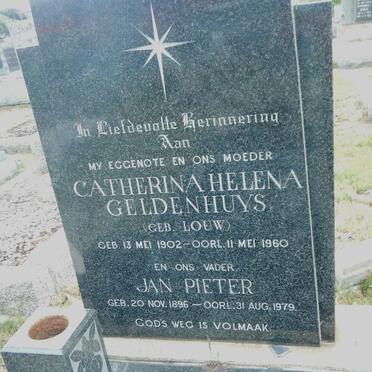 In Liefdevolle Herinnering
Aan
MY EGGENOTE EN ONS MOEDER
CATHERINA HELENA
GELDENHUYS
(GEB. LOUW)
GEB. 13 MEI 1902 — OORL. 11 MEI 1960
EN ONS VADER
JAN PIETER
GEB. 20 NOV. 1896 — OORL. 31 AUG. 1979.
GODS WEG IS VOLMAAK